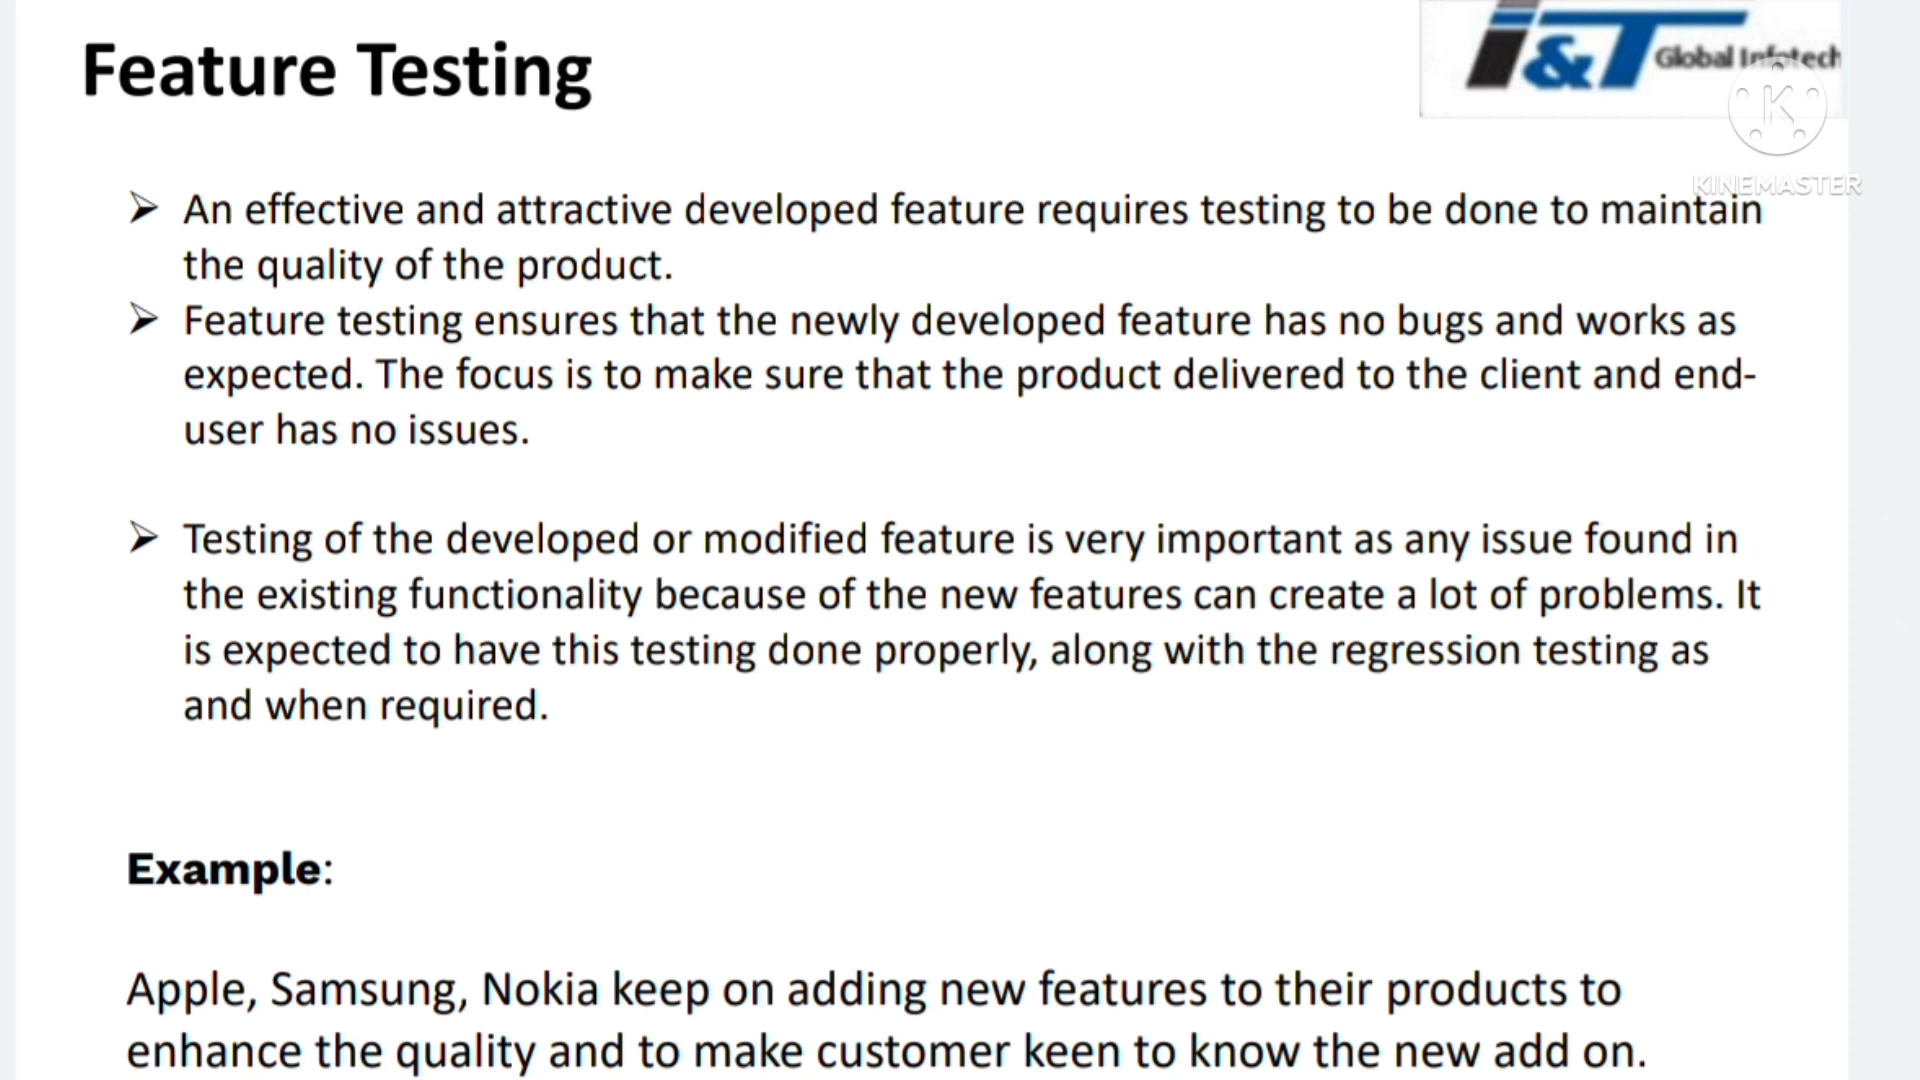 Feature Testing
i&T Global Infotech
K
KINEMASTER
An effective and attractive developed feature requires testing to be done to maintain
the quality of the product.
Feature testing ensures that the newly developed feature has no bugs and works as
expected. The focus is to make sure that the product delivered to the client and end-
user has no issues.
Testing of the developed or modified feature is very important as any issue found in
the existing functionality because of the new features can create a lot of problems. It
is expected to have this testing done properly, along with the regression testing as
and when required.
Example:
Apple, Samsung, Nokia keep on adding new features to their products to
enhance the quality and to make customer keen to know the new add on.